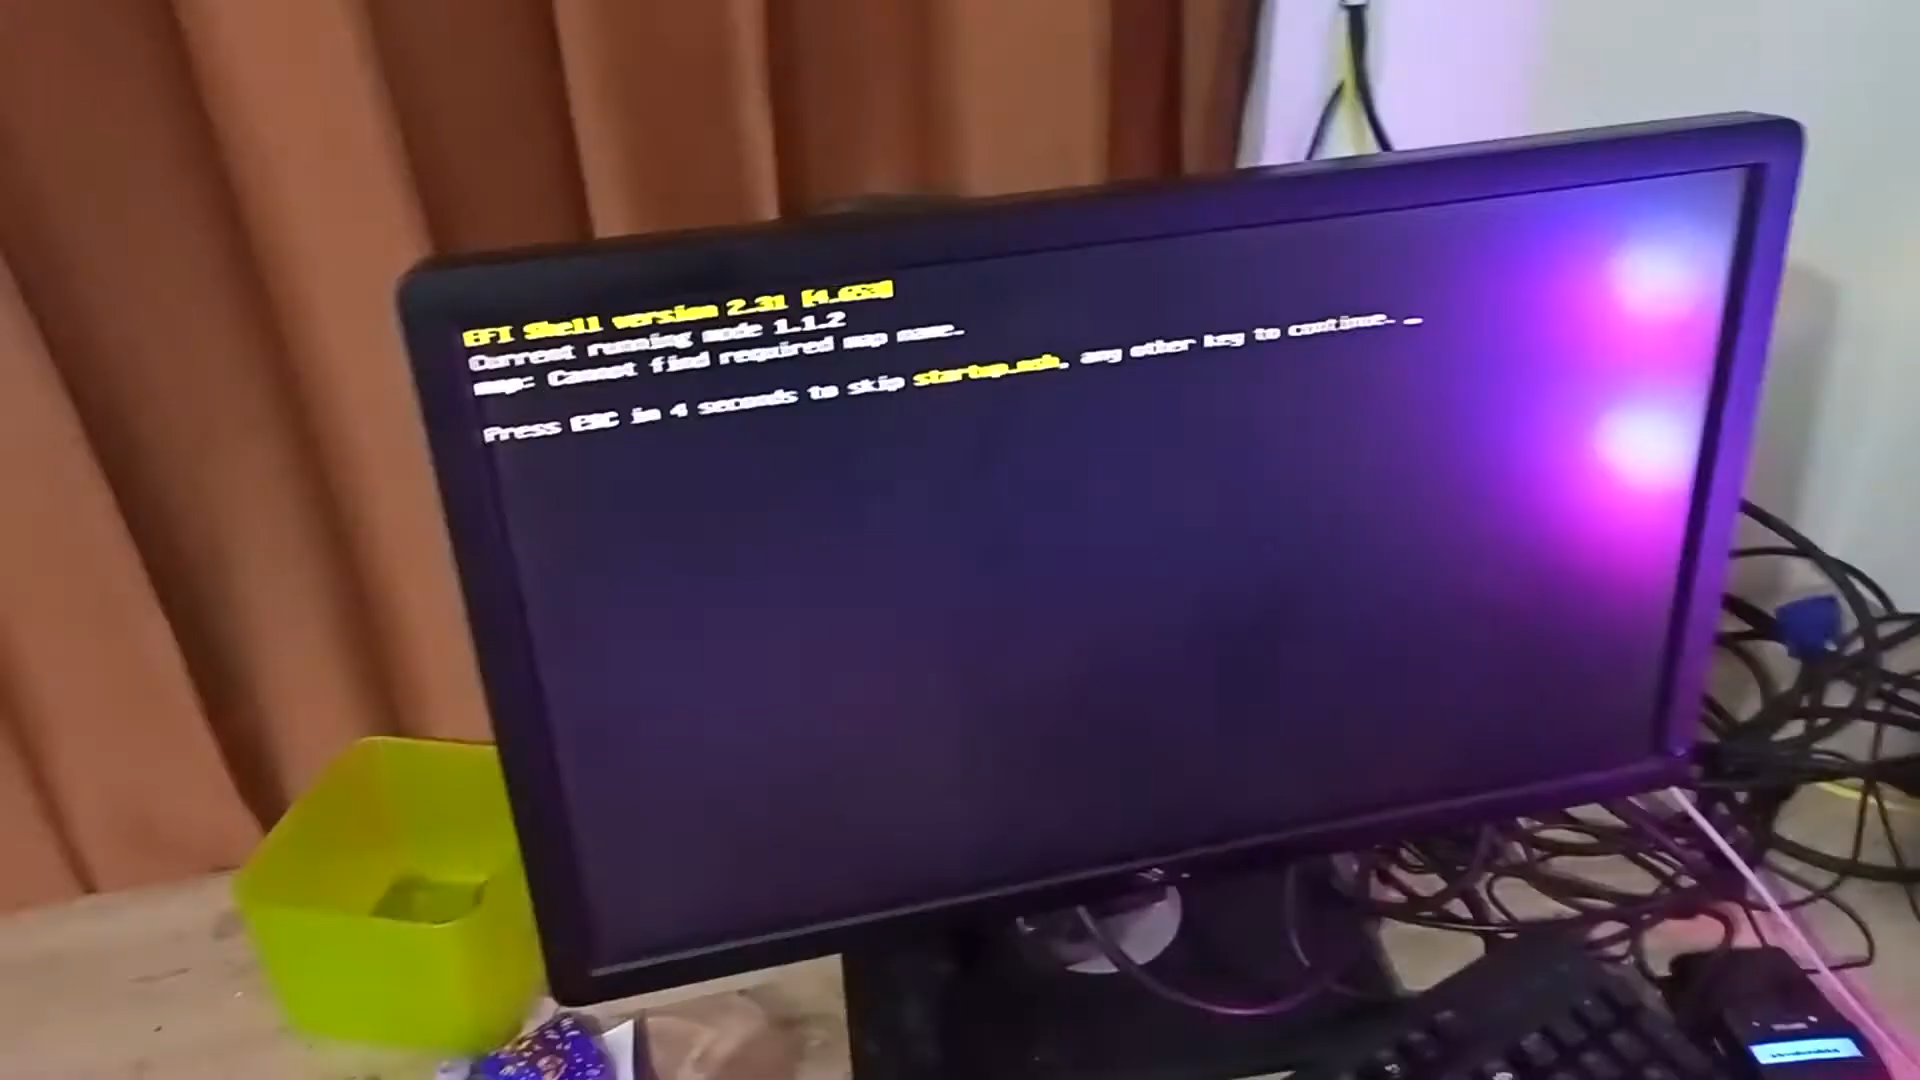 EFI Shell version 2.31 [4.653]
Current running mode 1.1.2
map: Cannot find required map name.
Press ESC in 4 seconds to skip startup.nsh, any other key to continue. _